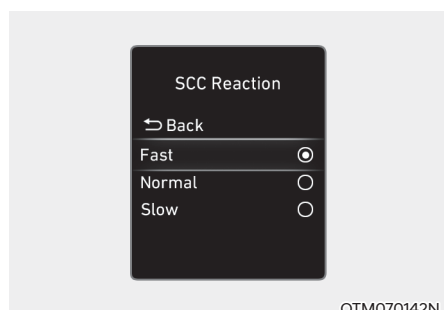 SCC Reaction
Back
Fast
Normal
Slow
OTM070142N